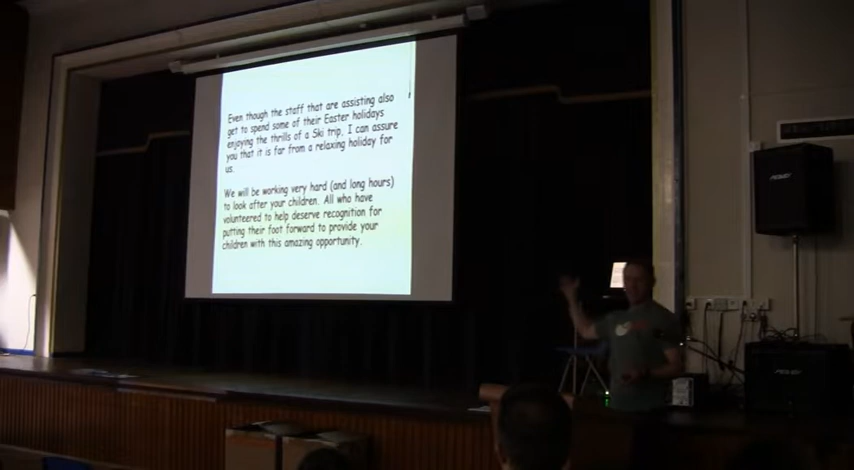 Even though the staff that are assisting also
get to spend some of their Easter holidays
enjoying the thrills of a Ski trip, I can assure
you that it is far from a relaxing holiday for
us.
We will be working very hard (and long hours)
to look after your children. All who have
volunteered to help deserve recognition for
putting their foot forward to provide your
children with this amazing opportunity.
PEAVEY
PEAVEY